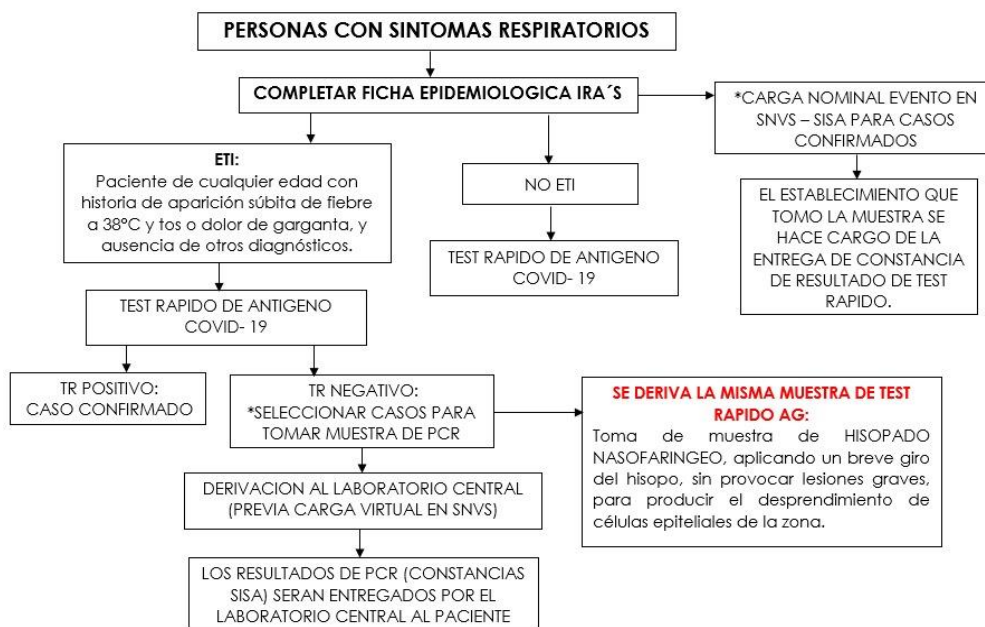 PERSONAS CON SINTOMAS RESPIRATORIOS
COMPLETAR FICHA EPIDEMIOLOGICA IRA´S
*CARGA NOMINAL EVENTO EN
SNVS – SISA PARA CASOS
CONFIRMADOS
EL ESTABLECIMIENTO QUE
TOMO LA MUESTRA SE
HACE CARGO DE LA
ENTREGA DE CONSTANCIA
DE RESULTADO DE TEST
RAPIDO.
ETI:
Paciente de cualquier edad con
historia de aparición súbita de fiebre
a 38°C y tos o dolor de garganta, y
ausencia de otros diagnósticos.
NO ETI
TEST RAPIDO DE ANTIGENO
COVID- 19
TEST RAPIDO DE ANTIGENO
COVID- 19
TR POSITIVO:
CASO CONFIRMADO
TR NEGATIVO:
*SELECCIONAR CASOS PARA
TOMAR MUESTRA DE PCR
SE DERIVA LA MISMA MUESTRA DE TEST
RAPIDO AG:
Toma de muestra de HISOPADO
NASOFARINGEO, aplicando un breve giro
del hisopo, sin provocar lesiones graves,
para producir el desprendimiento de
células epiteliales de la zona.
DERIVACION AL LABORATORIO CENTRAL
(PREVIA CARGA VIRTUAL EN SNVS)
LOS RESULTADOS DE PCR (CONSTANCIAS
SISA) SERAN ENTREGADOS POR EL
LABORATORIO CENTRAL AL PACIENTE